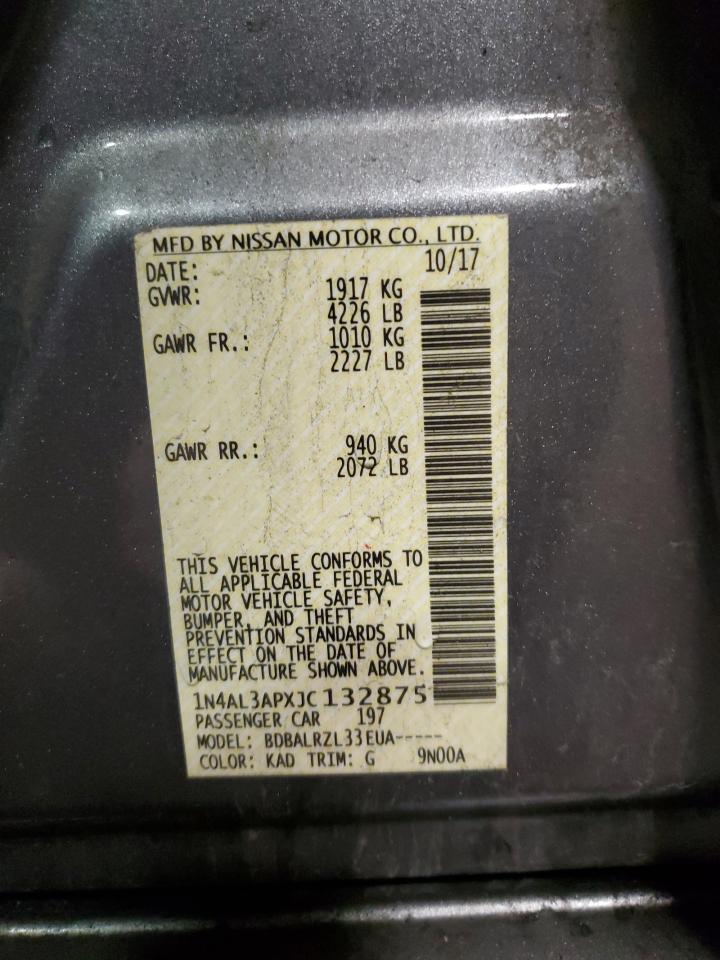 MFD BY NISSAN MOTOR CO., LTD.
DATE: 10/17
GVWR: 1917 KG
4226 LB
GAWR FR.: 1010 KG
2227 LB
GAWR RR.: 940 KG
2072 LB
THIS VEHICLE CONFORMS TO
ALL APPLICABLE FEDERAL
MOTOR VEHICLE SAFETY,
BUMPER, AND THEFT
PREVENTION STANDARDS IN
EFFECT ON THE DATE OF
MANUFACTURE SHOWN ABOVE.
1N4AL3APXJC132875
PASSENGER CAR 197
MODEL: BDBALRZL33EUA-----
COLOR: KAD TRIM: G 9N00A